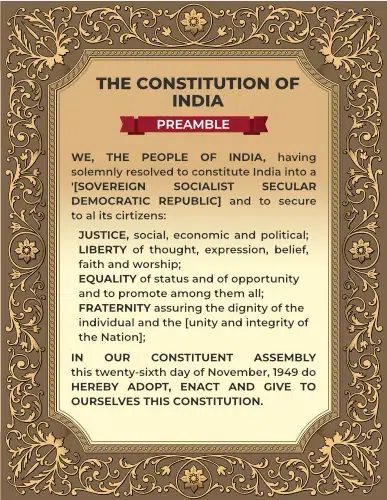 THE CONSTITUTION OF
INDIA
PREAMBLE
WE, THE PEOPLE OF INDIA, having
solemnly resolved to constitute India into a
'[SOVEREIGN SOCIALIST SECULAR
DEMOCRATIC REPUBLIC] and to secure
to al its cirtizens:
JUSTICE, social, economic and political;
LIBERTY of thought, expression, belief,
faith and worship;
EQUALITY of status and of opportunity
and to promote among them all;
FRATERNITY assuring the dignity of the
individual and the [unity and integrity of
the Nation];
IN OUR CONSTITUENT ASSEMBLY
this twenty-sixth day of November, 1949 do
HEREBY ADOPT, ENACT AND GIVE TO
OURSELVES THIS CONSTITUTION.